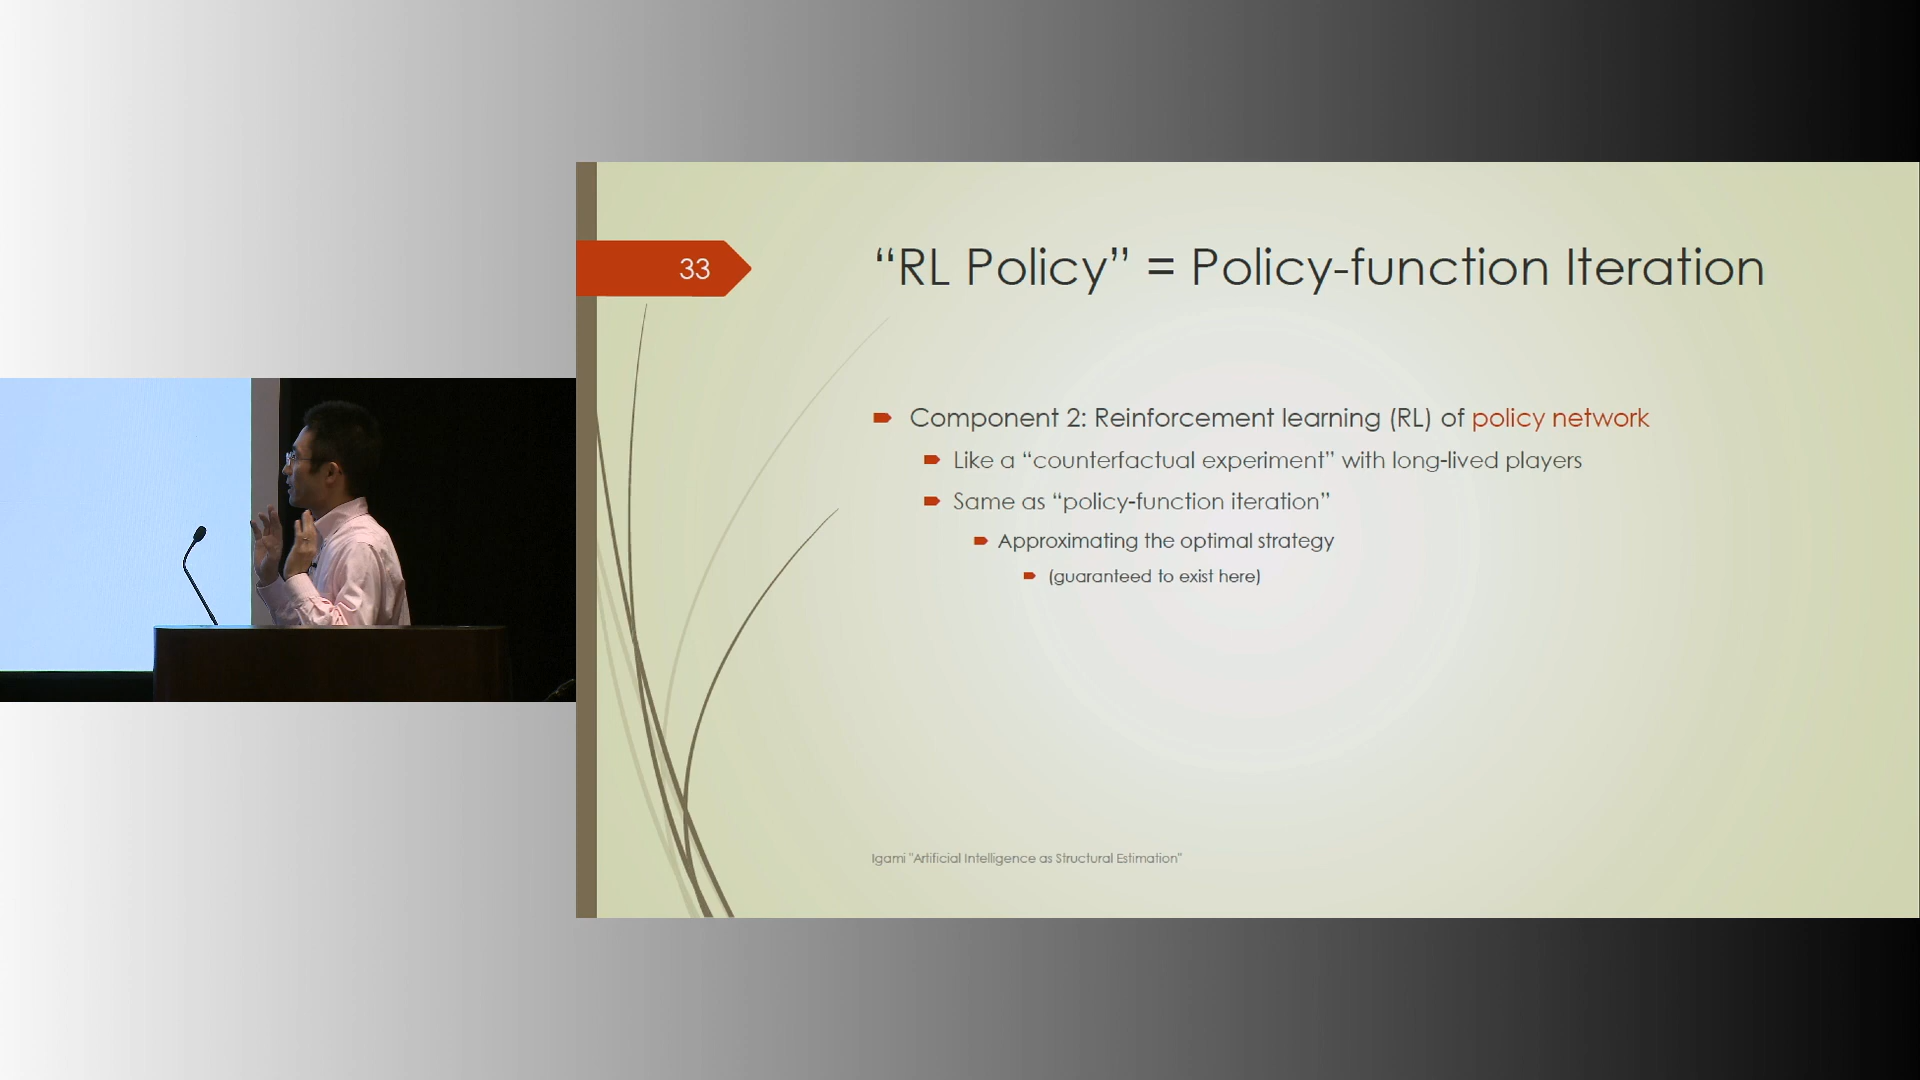 33
“RL Policy” = Policy-function Iteration
Component 2: Reinforcement learning (RL) of policy network
Like a “counterfactual experiment” with long-lived players
Same as “policy-function iteration”
Approximating the optimal strategy
(guaranteed to exist here)
Igami "Artificial Intelligence as Structural Estimation"